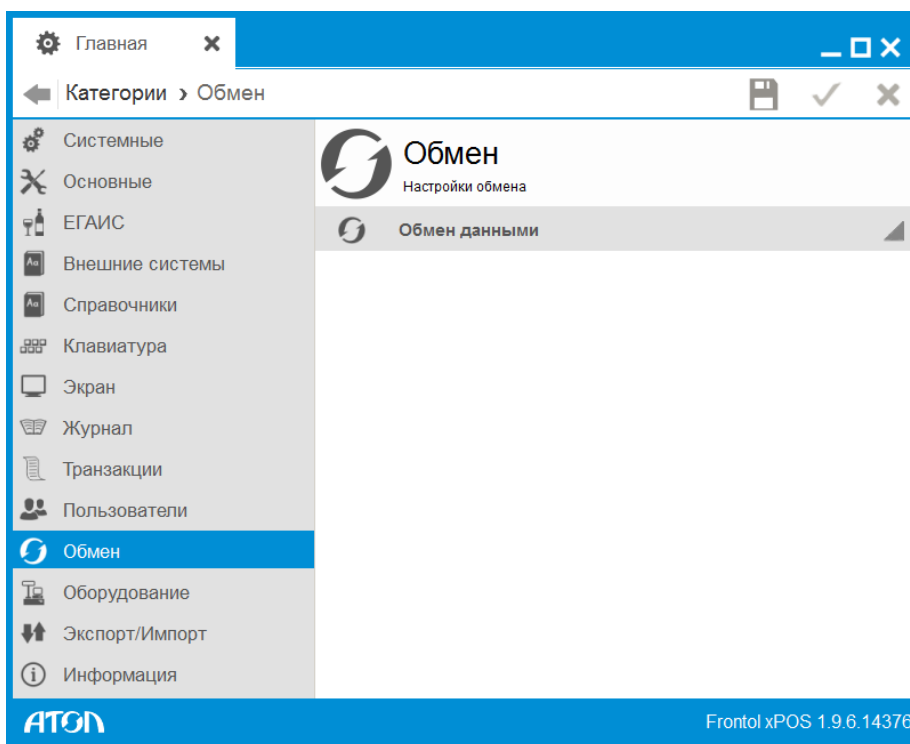 Главная
Категории › Обмен
Системные
Основные
ЕГАИС
Внешние системы
Справочники
Клавиатура
Экран
Журнал
Транзакции
Пользователи
Обмен
Оборудование
Экспорт/Импорт
Информация
Обмен
Настройки обмена
Обмен данными
ATOL
Frontol xPOS 1.9.6.14376